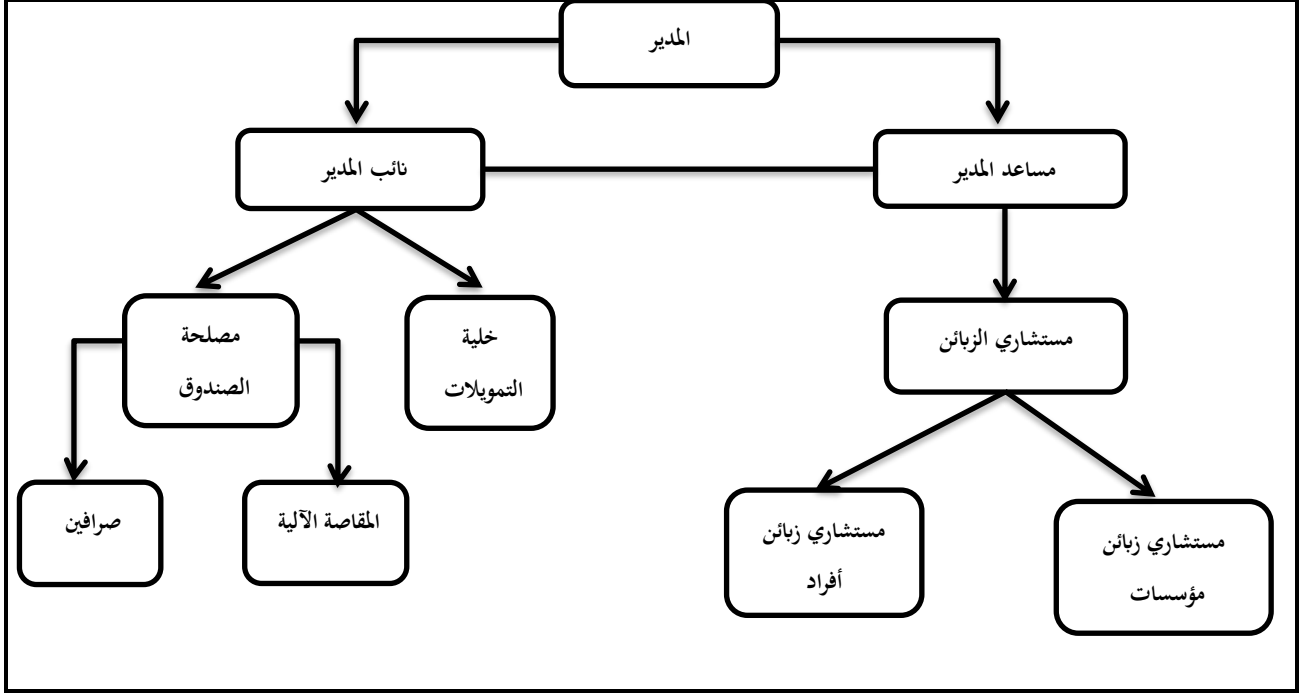 المدير
مساعد المدير
نائب المدير
مستشاري الزبائن
خلية
التمويلات
مصلحة
الصندوق
مستشاري زبائن
مؤسسات
مستشاري زبائن
أفراد
المقاصة الآلية
صرافين